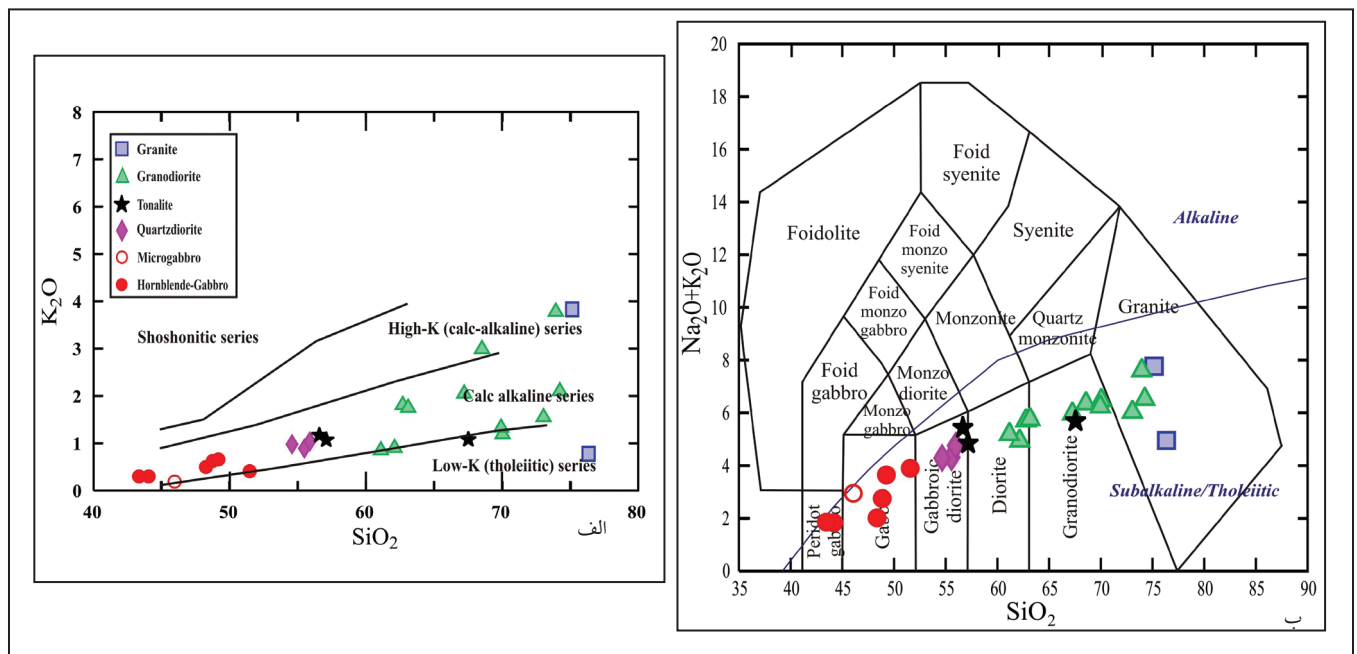 8
7
6
5
4
3
2
1
0
K₂O
40
50
60
70
80
SiO₂
الف
Granite
Granodiorite
Tonalite
Quartzdiorite
Microgabbro
Hornblende-Gabbro
Shoshonitic series
High-K (calc-alkaline) series
Calc alkaline series
Low-K (tholeiitic) series
20
18
16
14
12
10
8
6
4
2
0
Na₂O+K₂O
35
40
45
50
55
60
65
70
75
80
85
90
SiO₂
ب
Foid
syenite
Alkaline
Foidolite
Foid
monzo
syenite
Syenite
Foid
monzo
gabbro
Monzonite
Quartz
monzonite
Granite
Foid
gabbro
Monzo
diorite
Monzo
gabbro
Peridot
gabb
Gabb
Gabbroic
diorite
Diorite
Granodiorite
Subalkaline/Tholeiitic